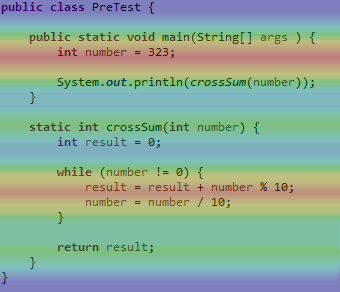 public class PreTest {
    public static void main(String[] args ) {
        int number = 323;
        System.out.println(crossSum(number));
    }
    static int crossSum(int number) {
        int result = 0;
        while (number != 0) {
            result = result + number % 10;
            number = number / 10;
        }
        return result;
    }
}